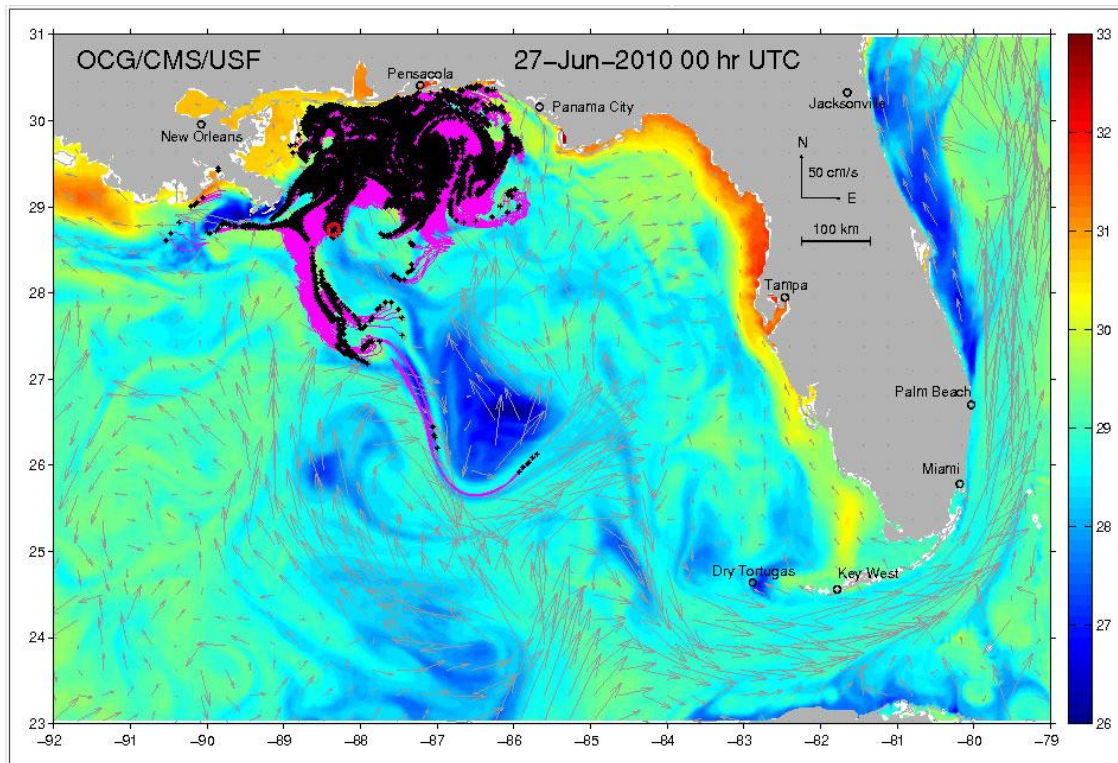 OCG/CMS/USF
27-Jun-2010 00 hr UTC
Pensacola
Panama City
Jacksonville
New Orleans
N
50 cm/s
E
100 km
Tampa
Palm Beach
Miami
Dry Tortugas
Key West
31
30
29
28
27
26
25
24
23
-92 -91 -90 -89 -88 -87 -86 -85 -84 -83 -82 -81 -80 -79
33
32
31
30
29
28
27
26